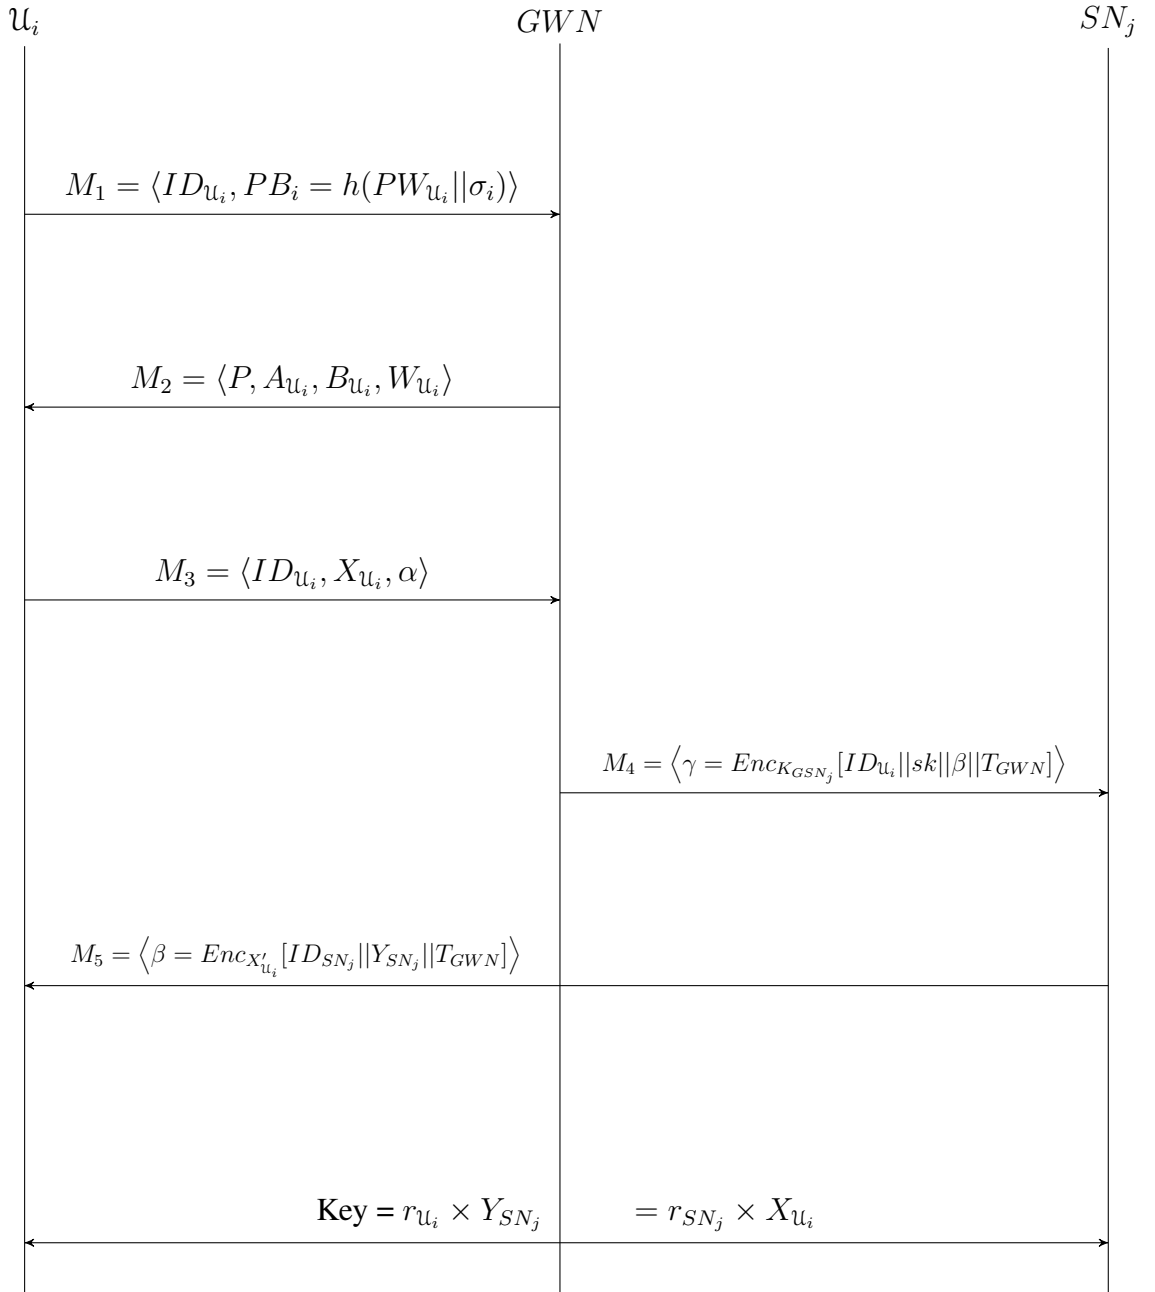 𝔘_i GWN SN_j
M_1 = ⟨ID_{𝔘_i}, PB_i = h(PW_{𝔘_i}||σ_i)⟩
M_2 = ⟨P, A_{𝔘_i}, B_{𝔘_i}, W_{𝔘_i}⟩
M_3 = ⟨ID_{𝔘_i}, X_{𝔘_i}, α⟩
M_4 = ⟨γ = Enc_{K_{GSN_j}}[ID_{𝔘_i}||sk||β||T_{GWN}]⟩
M_5 = ⟨β = Enc_{X'_{𝔘_i}}[ID_{SN_j}||Y_{SN_j}||T_{GWN}]⟩
Key = r_{𝔘_i} × Y_{SN_j} = r_{SN_j} × X_{𝔘_i}